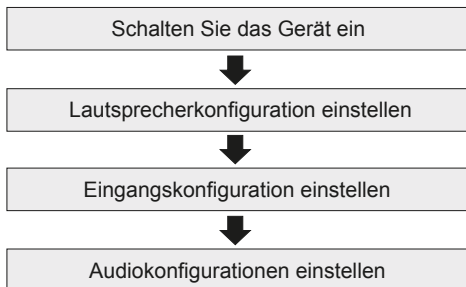 Schalten Sie das Gerät ein
Lautsprecherkonfiguration einstellen
Eingangskonfiguration einstellen
Audiokonfigurationen einstellen